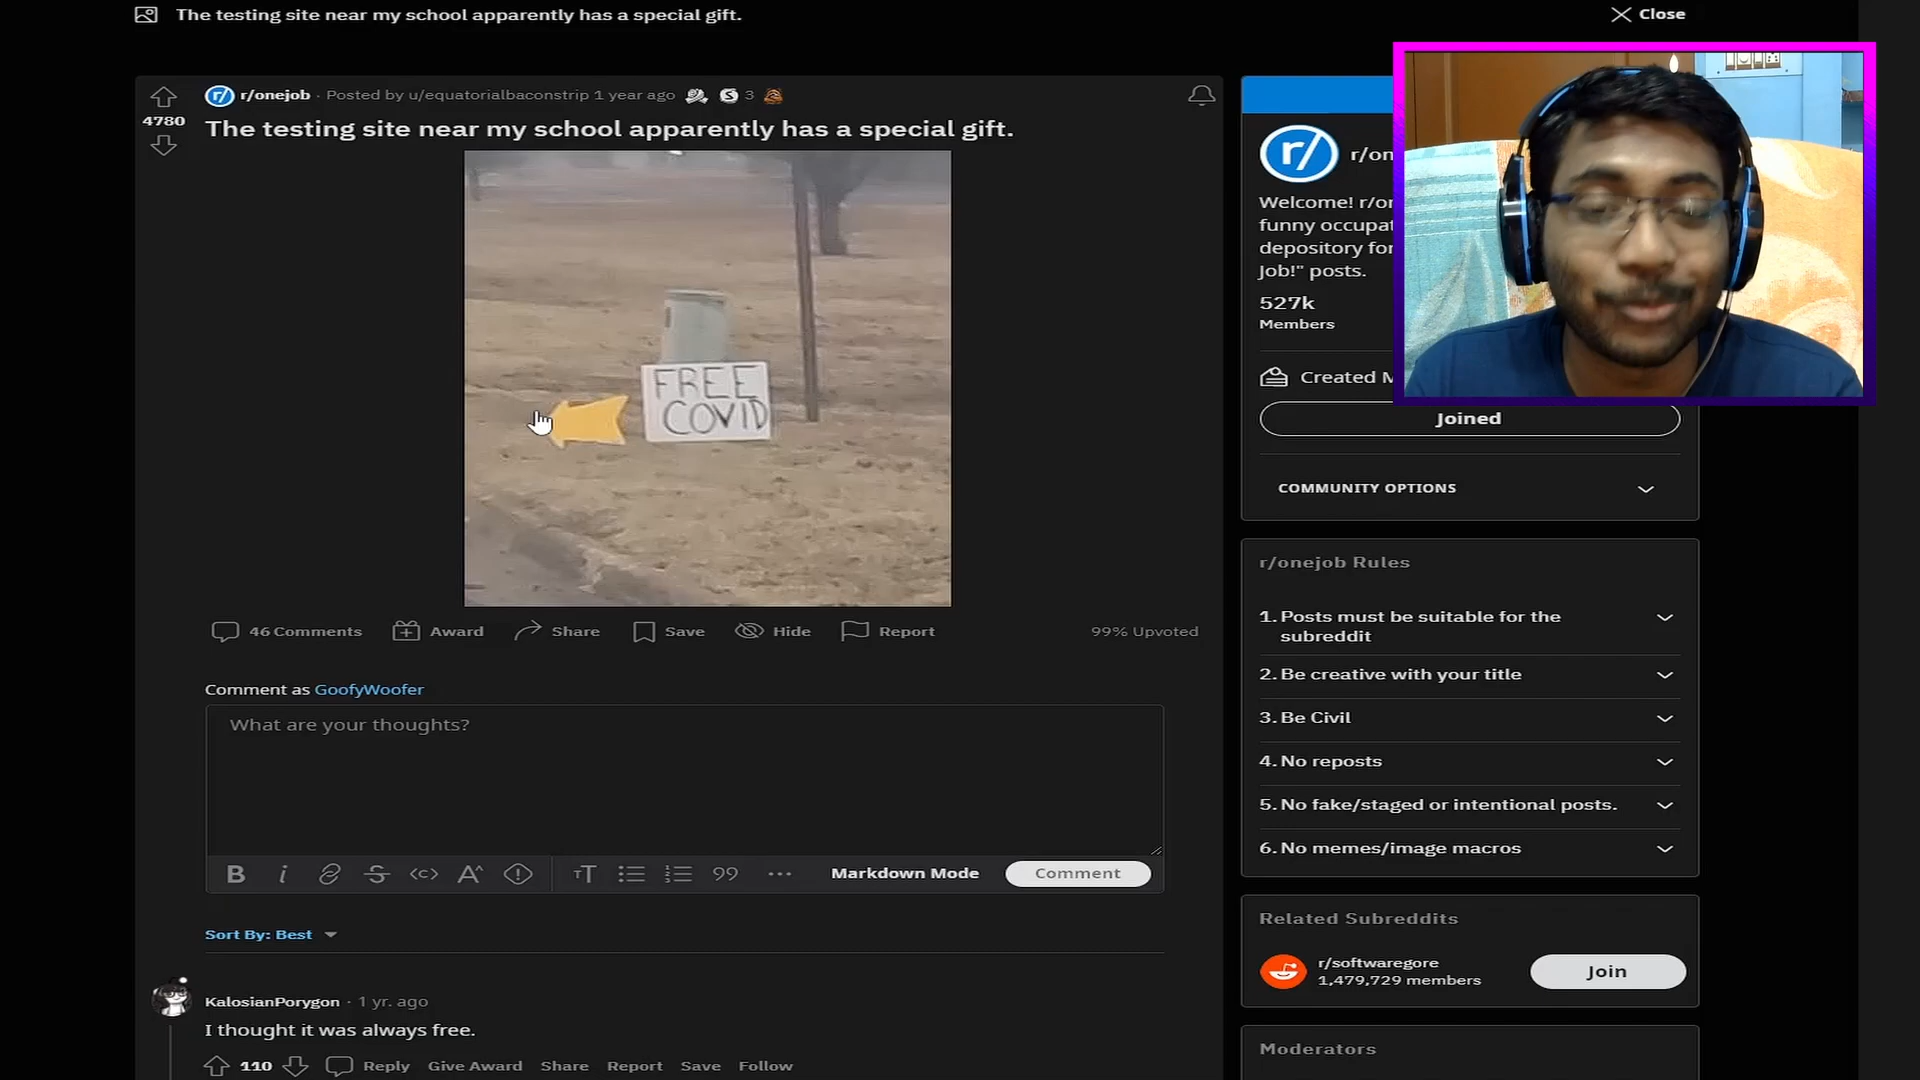 The testing site near my school apparently has a special gift.
Close
r/onejob · Posted by u/equatorialbaconstrip 1 year ago 3
4780
The testing site near my school apparently has a special gift.
FREE
COVID
46 Comments Award Share Save Hide Report 99% Upvoted
Comment as GoofyWoofer
What are your thoughts?
Markdown Mode Comment
Sort By: Best
KalosianPorygon · 1 yr. ago
I thought it was always free.
110 Reply Give Award Share Report Save Follow
r/on
Welcome! r/on
funny occupat
depository for
Job!" posts.
527k
Members
Created M
Joined
COMMUNITY OPTIONS
r/onejob Rules
1. Posts must be suitable for the
subreddit
2. Be creative with your title
3. Be Civil
4. No reposts
5. No fake/staged or intentional posts.
6. No memes/image macros
Related Subreddits
r/softwaregore
1,479,729 members
Join
Moderators